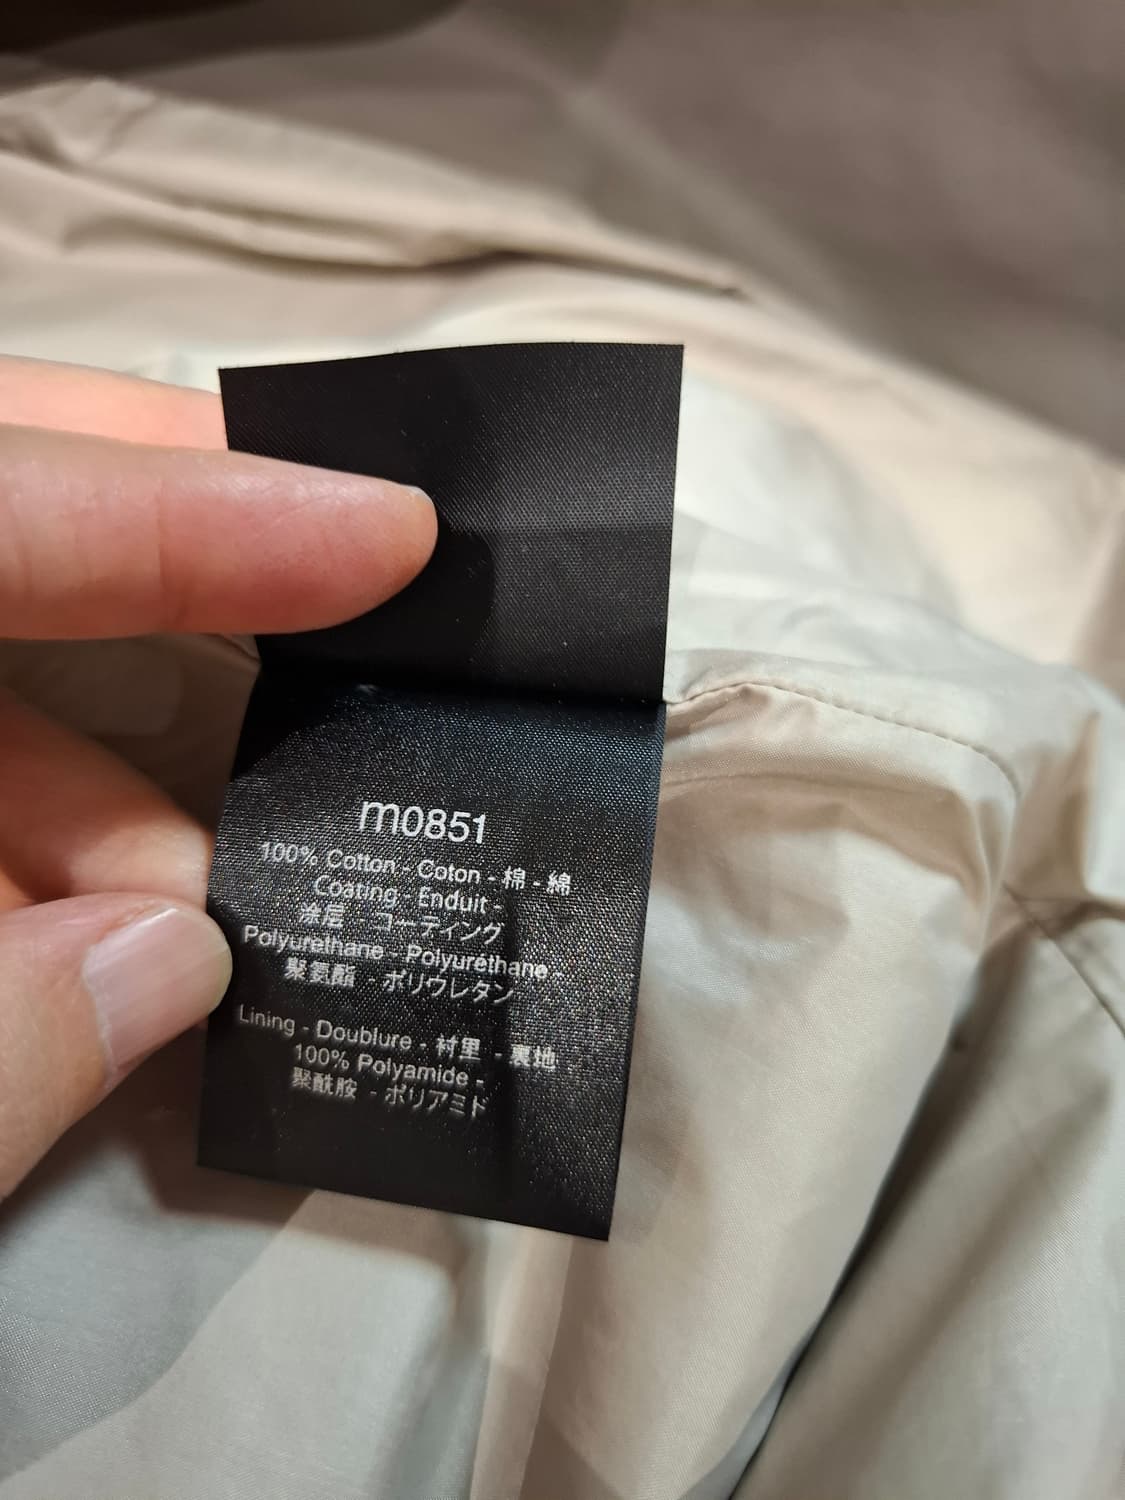 m0851
100% Cotton - Coton - 棉 - 綿
Coating - Enduit -
涂层 - コーティング
Polyurethane - Polyuréthane -
聚氨酯 - ポリウレタン
Lining - Doublure - 衬里 - 裏地
100% Polyamide -
聚酰胺 - ポリアミド